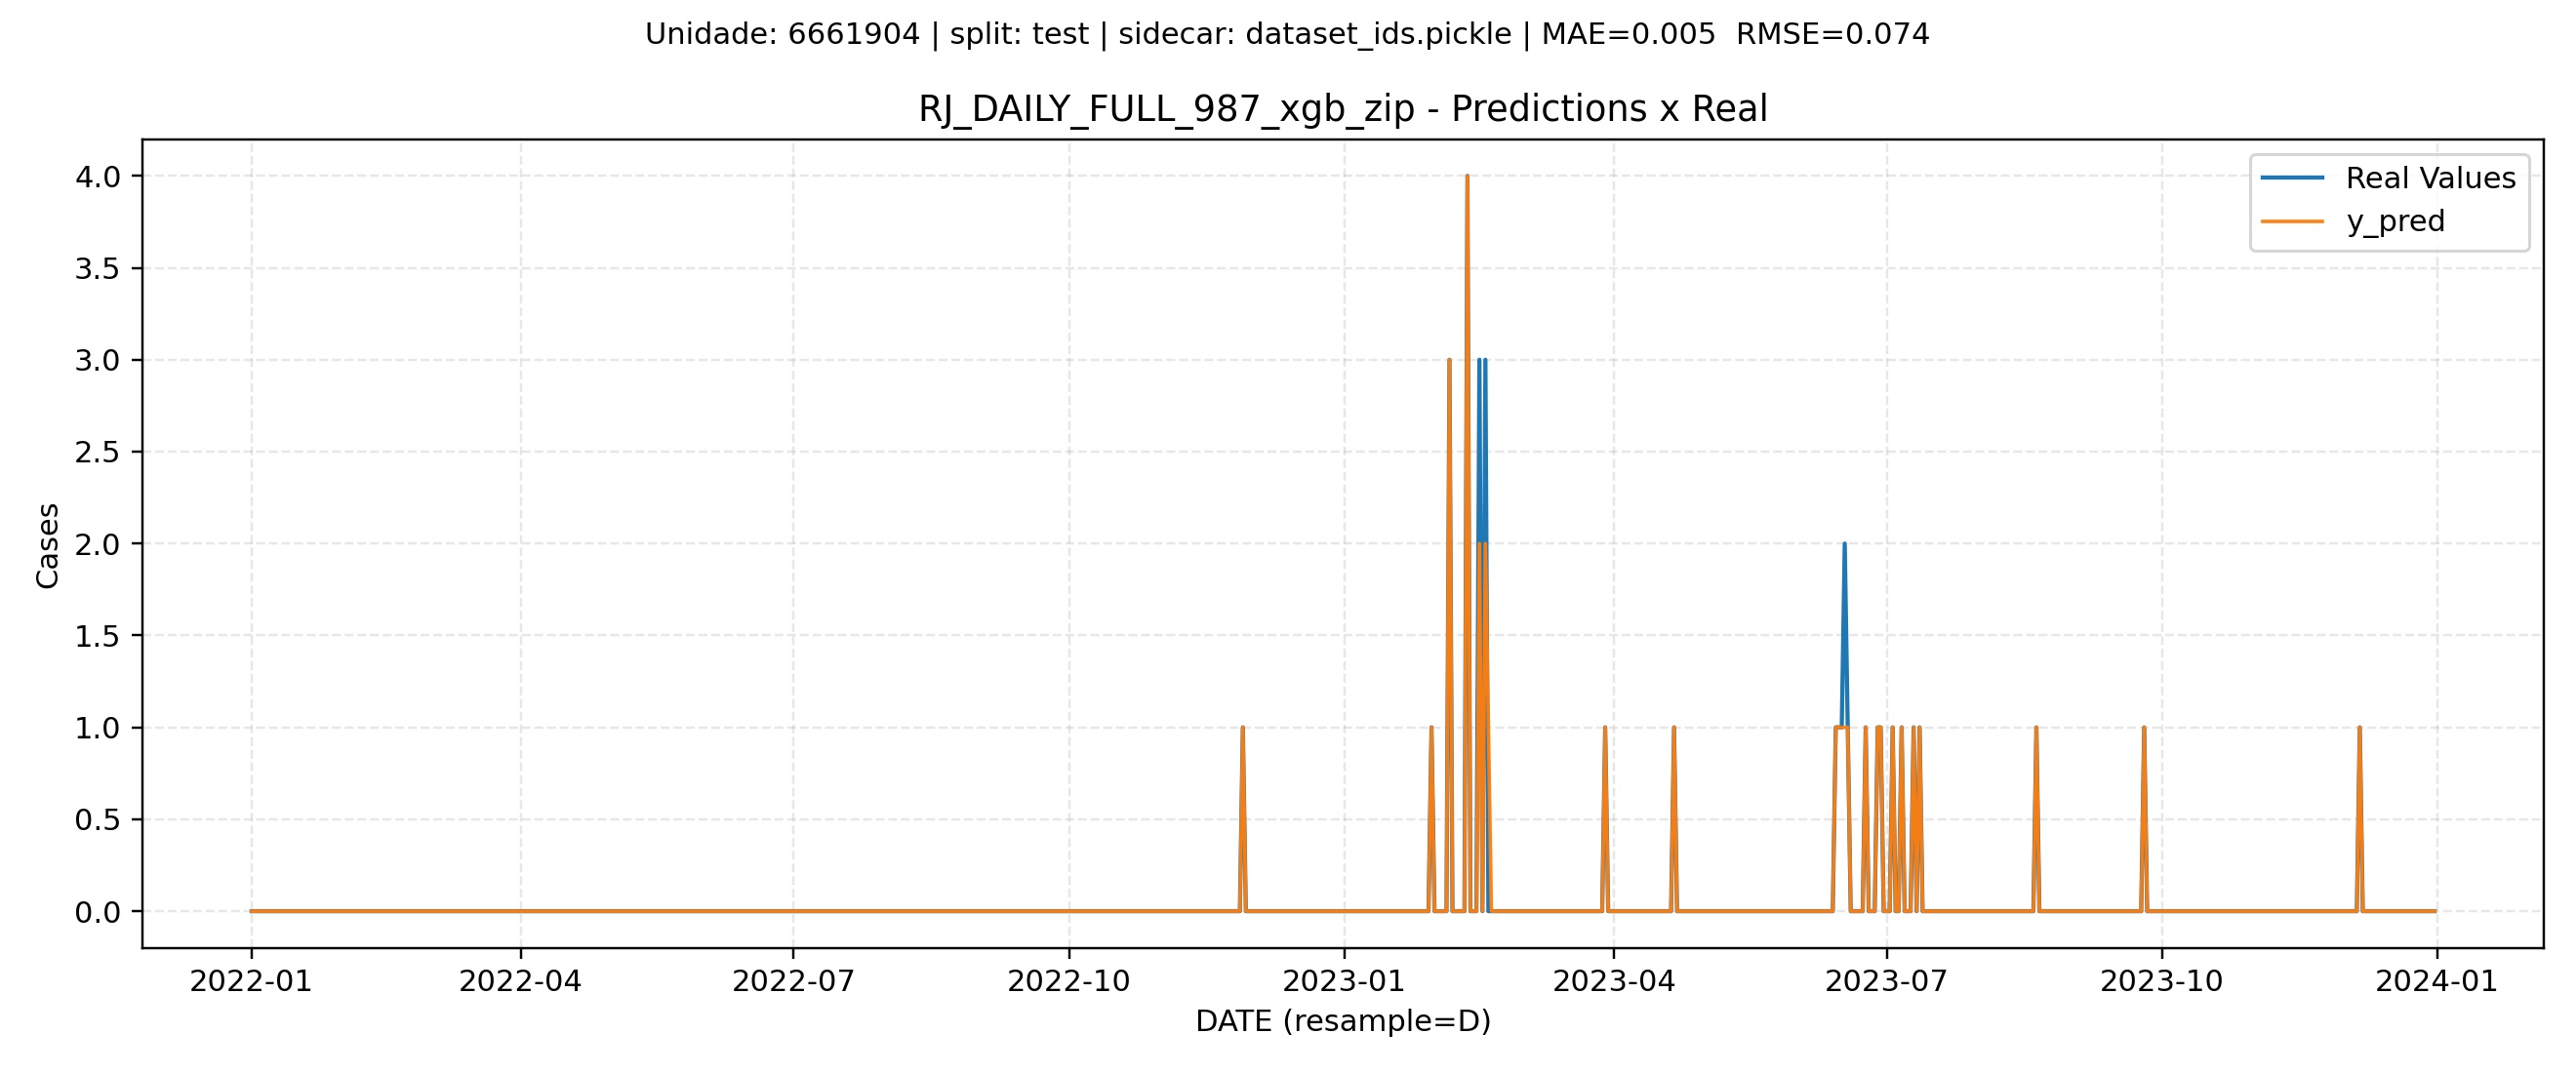 Unidade: 6661904 | split: test | sidecar: dataset_ids.pickle | MAE=0.005  RMSE=0.074
RJ_DAILY_FULL_987_xgb_zip - Predictions x Real
Real Values
y_pred
4.0
3.5
3.0
2.5
2.0
1.5
1.0
0.5
0.0
Cases
2022-01 2022-04 2022-07 2022-10 2023-01 2023-04 2023-07 2023-10 2024-01
DATE (resample=D)